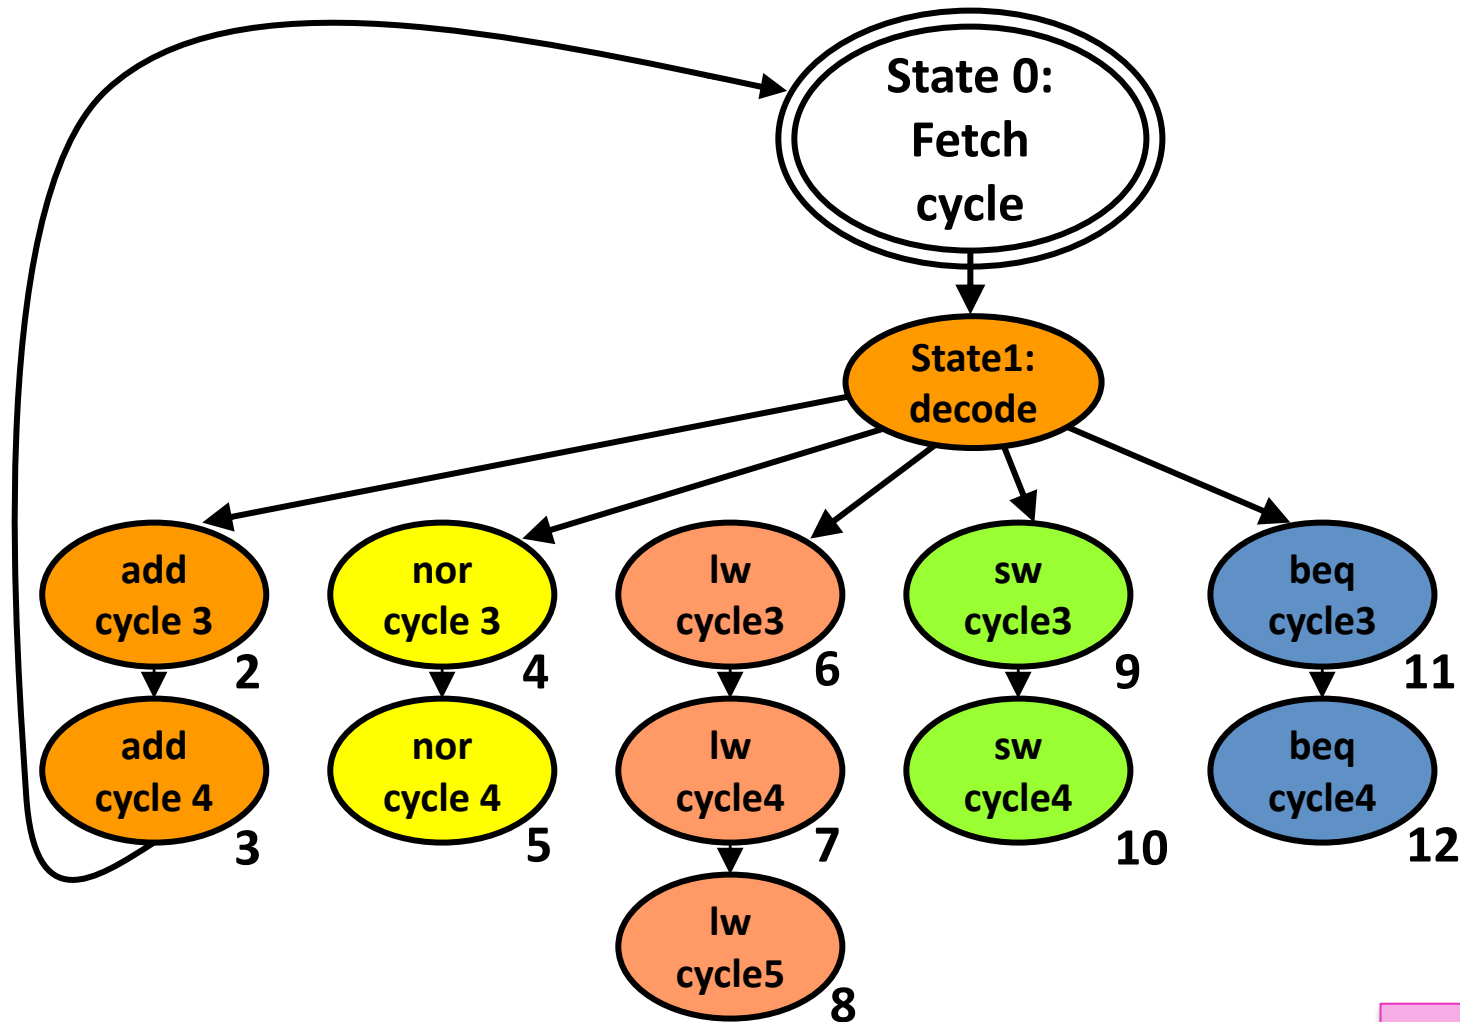 State 0:
Fetch
cycle
State1:
decode
add
cycle 3
2
nor
cycle 3
4
lw
cycle3
6
sw
cycle3
9
beq
cycle3
11
add
cycle 4
3
nor
cycle 4
5
lw
cycle4
7
sw
cycle4
10
beq
cycle4
12
lw
cycle5
8